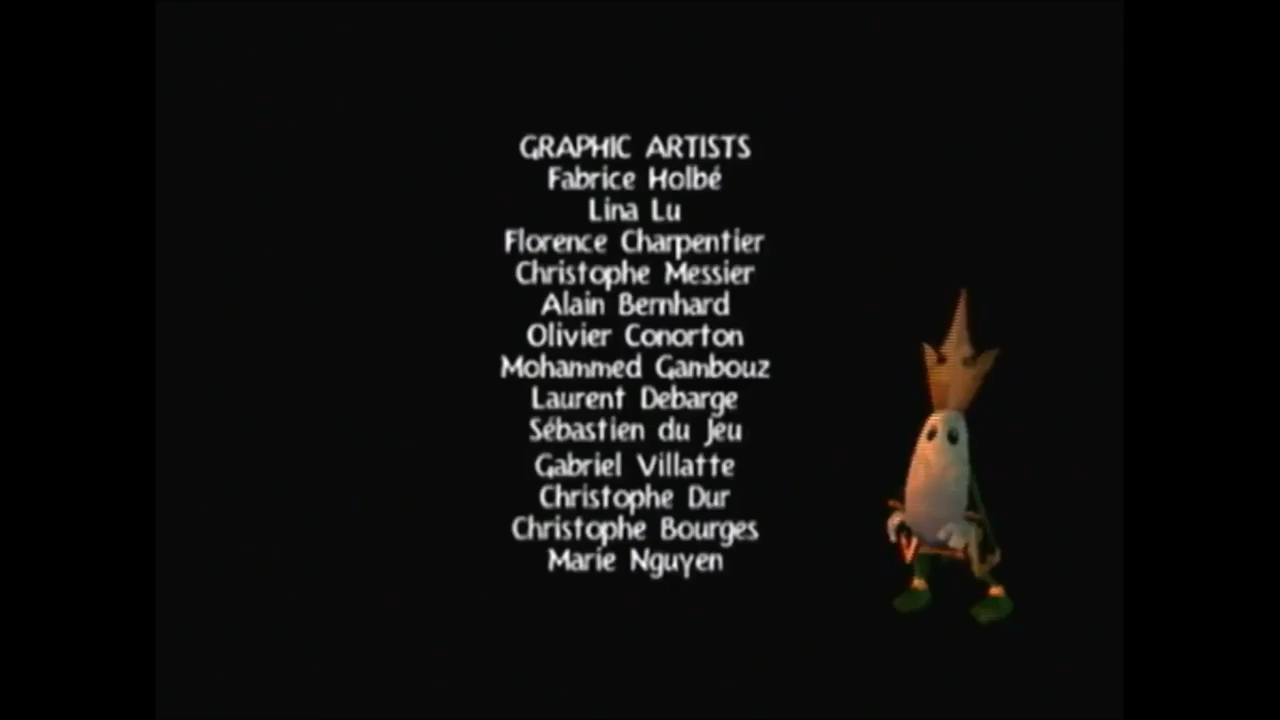 GRAPHIC ARTISTS
Fabrice Holbé
Lina Lu
Florence Charpentier
Christophe Messier
Alain Bernhard
Olivier Conorton
Mohammed Gambouz
Laurent Debarge
Sébastien du Jeu
Gabriel Villatte
Christophe Dur
Christophe Bourges
Marie Nguyen